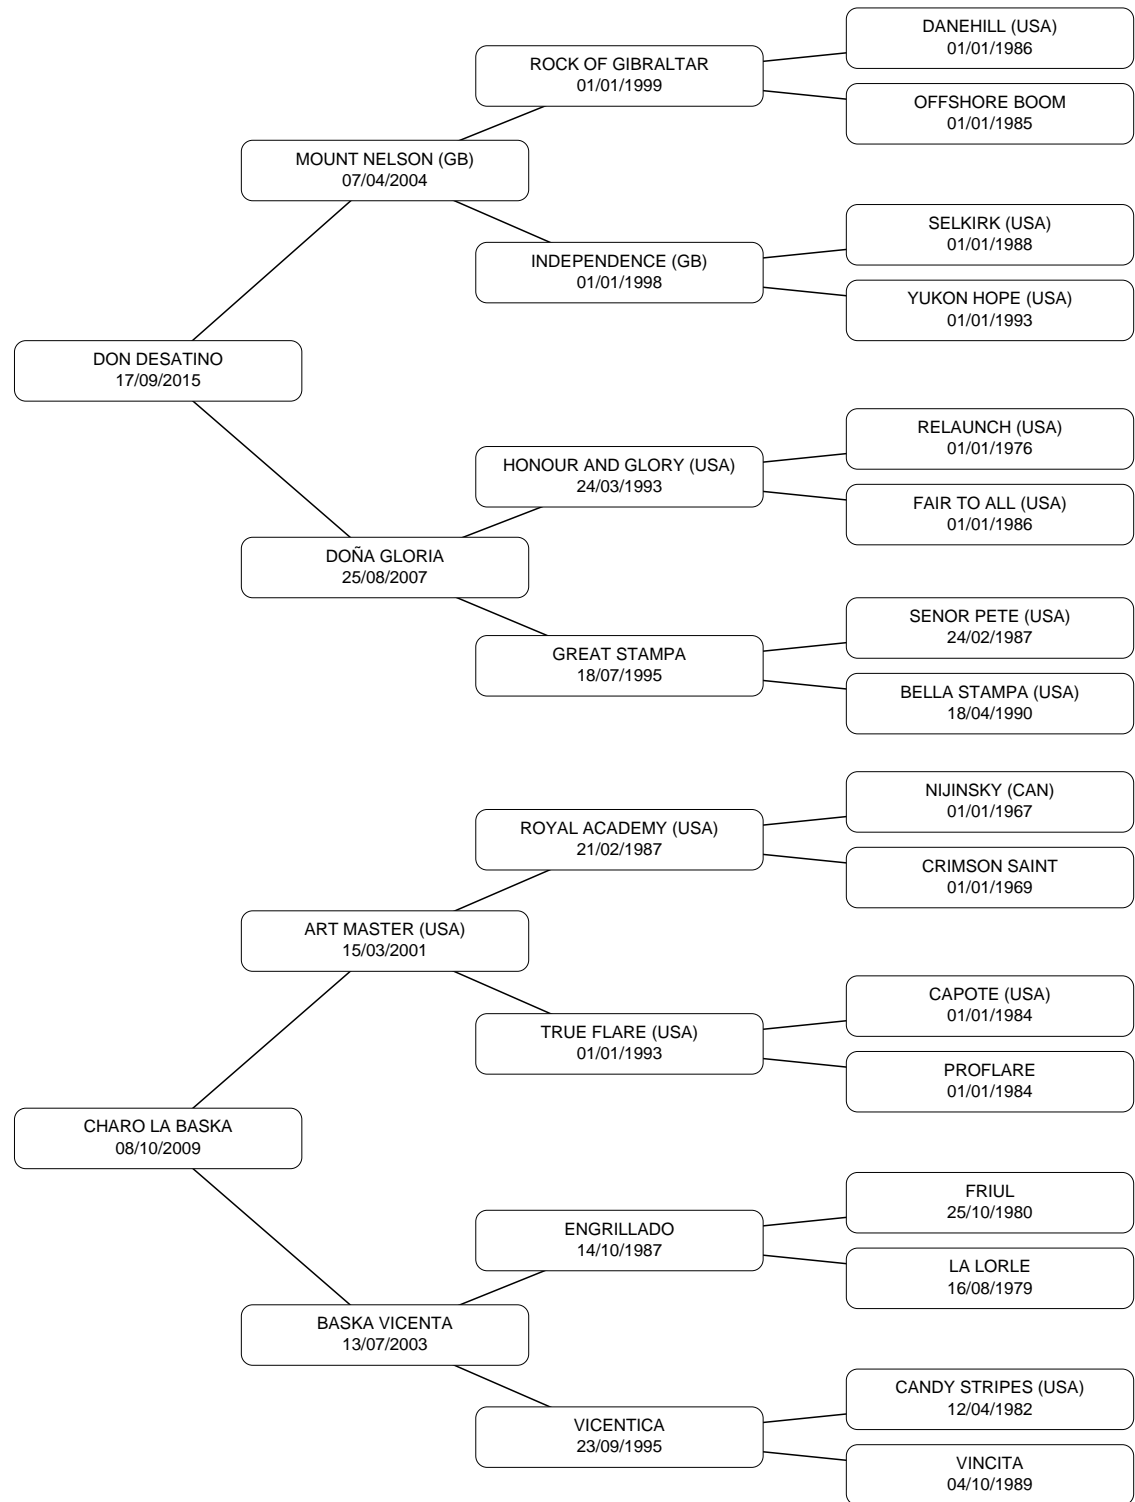 DANEHILL (USA)
01/01/1986
ROCK OF GIBRALTAR
01/01/1999
OFFSHORE BOOM
01/01/1985
MOUNT NELSON (GB)
07/04/2004
SELKIRK (USA)
01/01/1988
INDEPENDENCE (GB)
01/01/1998
YUKON HOPE (USA)
01/01/1993
DON DESATINO
17/09/2015
RELAUNCH (USA)
01/01/1976
HONOUR AND GLORY (USA)
24/03/1993
FAIR TO ALL (USA)
01/01/1986
DOÑA GLORIA
25/08/2007
SENOR PETE (USA)
24/02/1987
GREAT STAMPA
18/07/1995
BELLA STAMPA (USA)
18/04/1990
NIJINSKY (CAN)
01/01/1967
ROYAL ACADEMY (USA)
21/02/1987
CRIMSON SAINT
01/01/1969
ART MASTER (USA)
15/03/2001
CAPOTE (USA)
01/01/1984
TRUE FLARE (USA)
01/01/1993
PROFLARE
01/01/1984
CHARO LA BASKA
08/10/2009
FRIUL
25/10/1980
ENGRILLADO
14/10/1987
LA LORLE
16/08/1979
BASKA VICENTA
13/07/2003
CANDY STRIPES (USA)
12/04/1982
VICENTICA
23/09/1995
VINCITA
04/10/1989